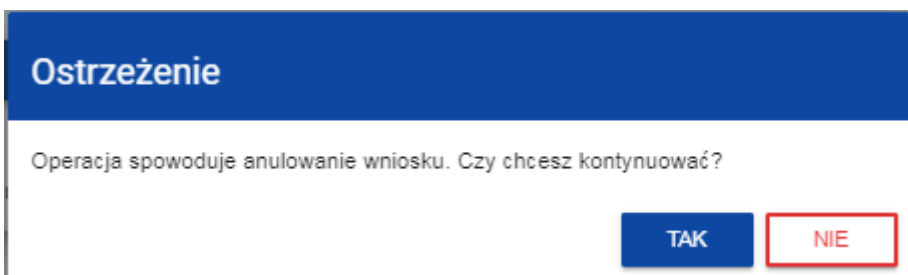 Ostrzeżenie
Operacja spowoduje anulowanie wniosku. Czy chcesz kontynuować?
TAK NIE